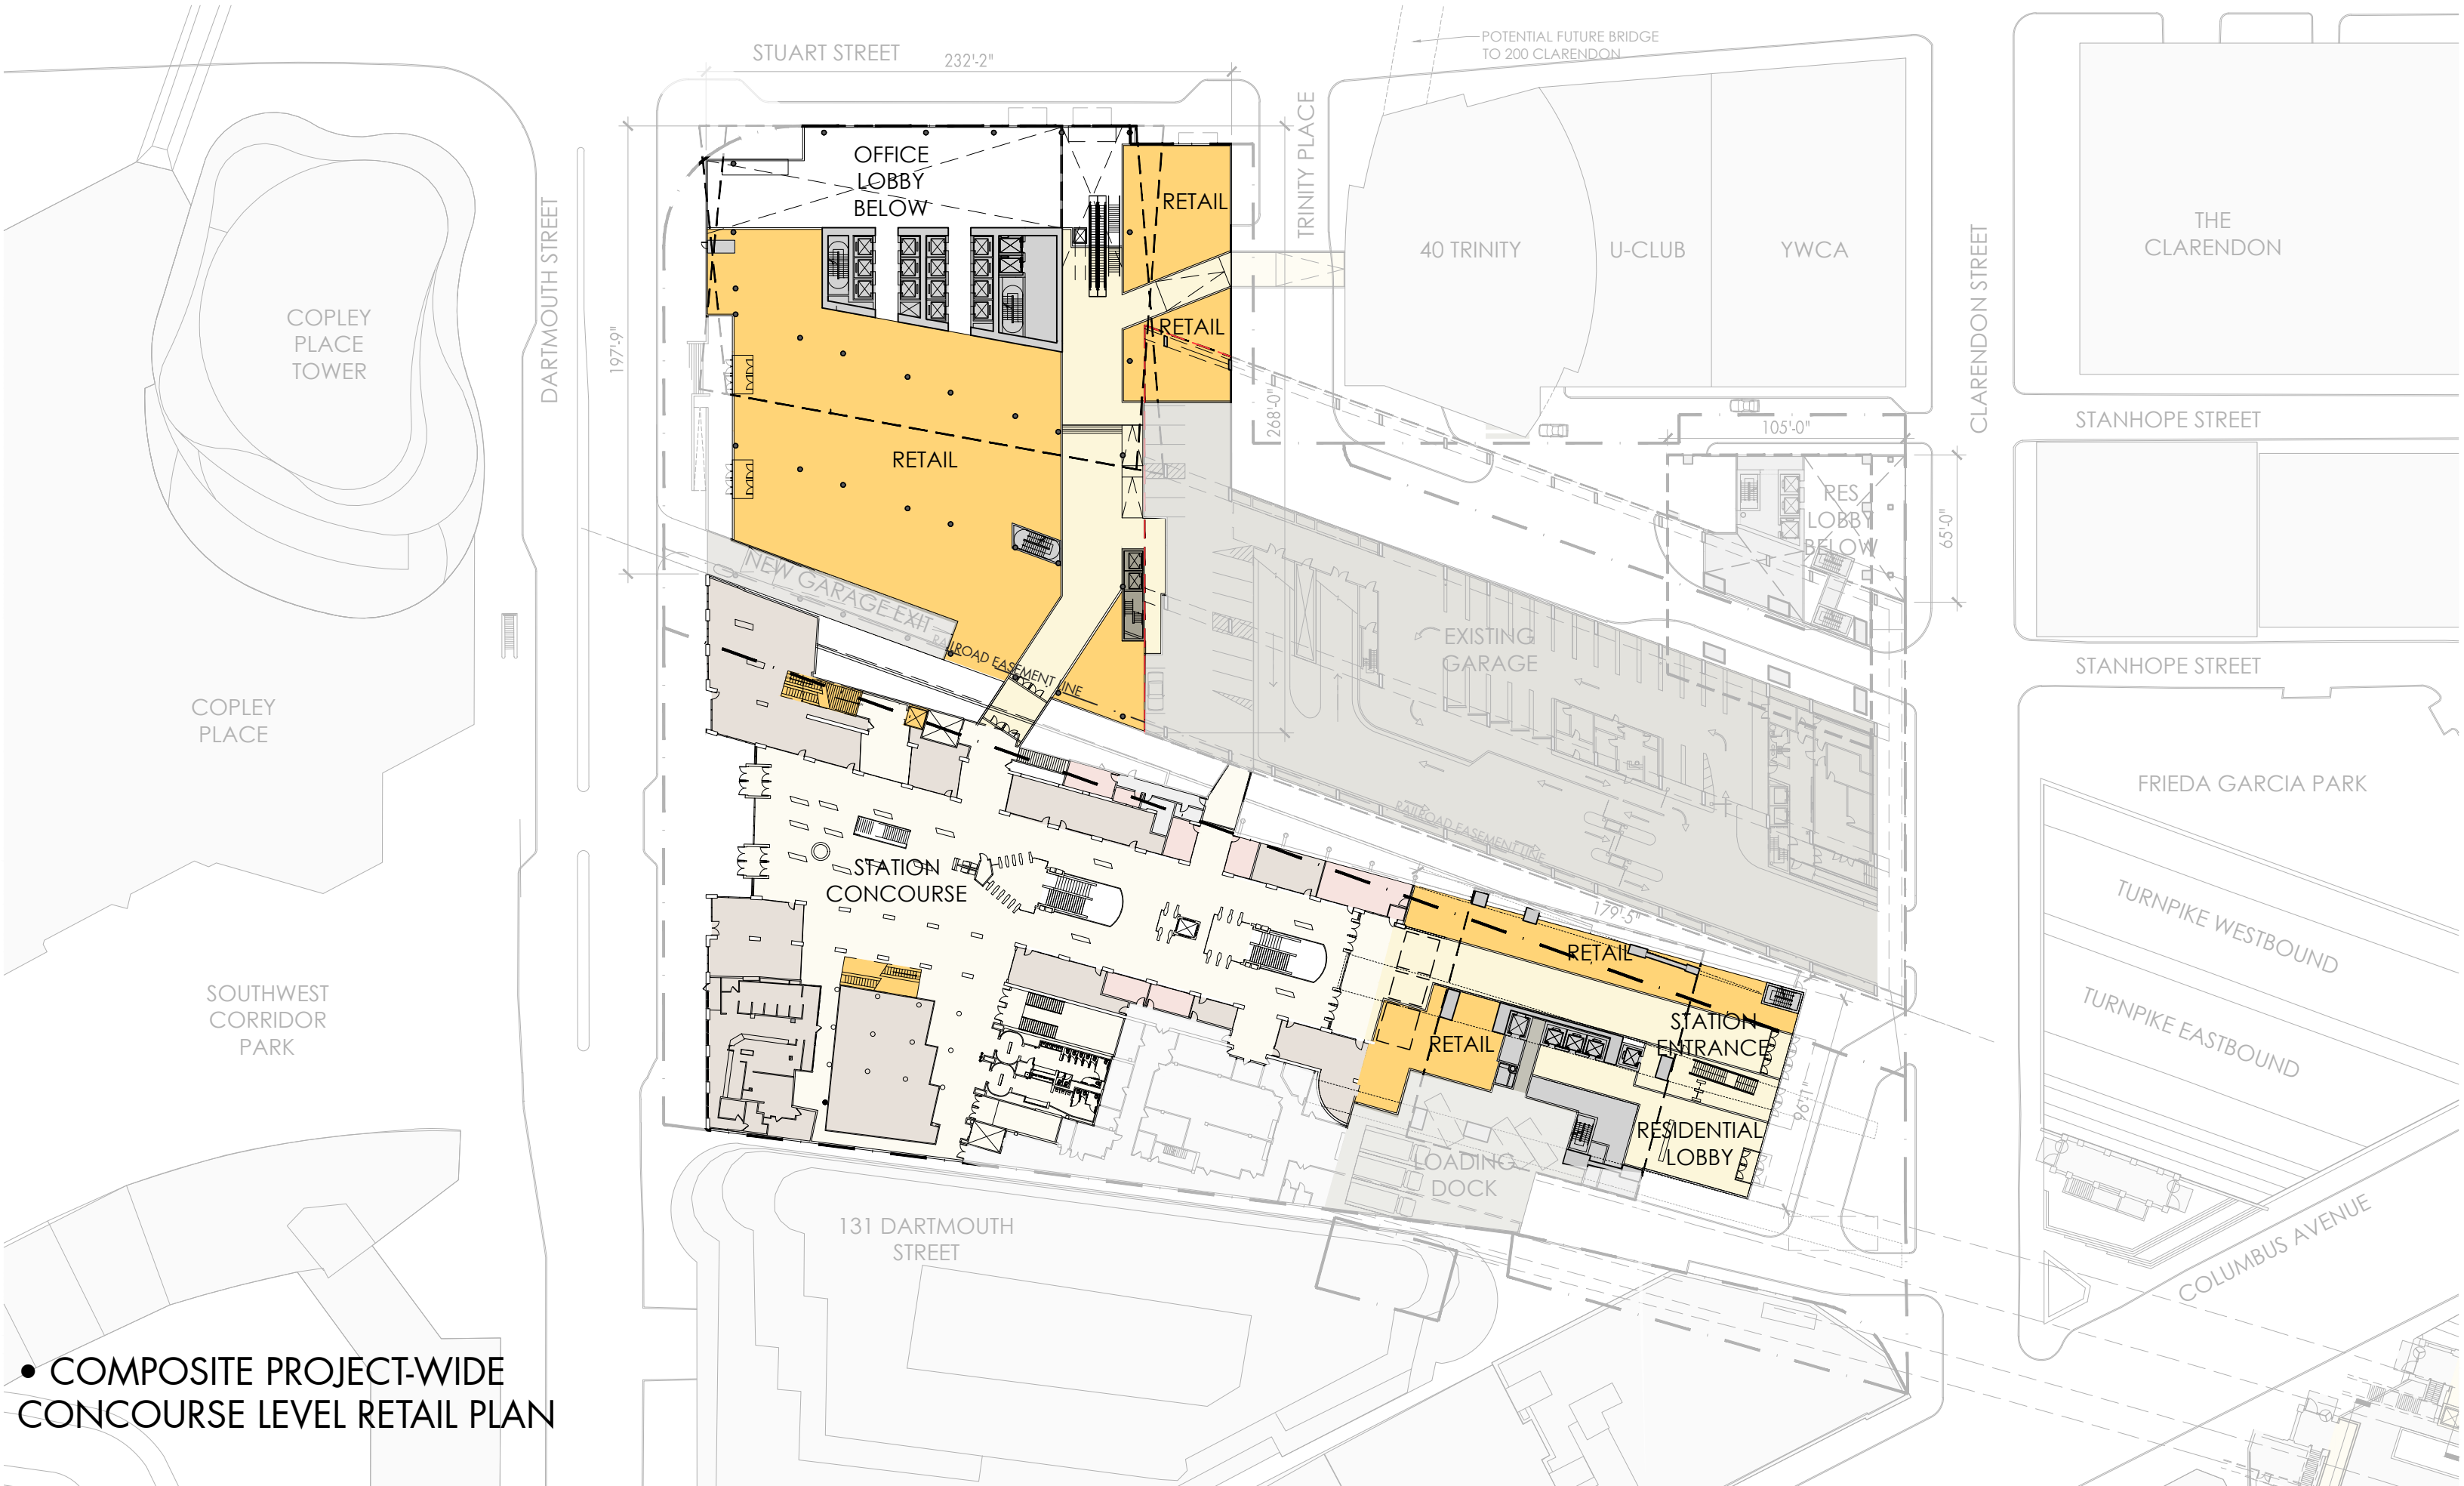 STUART STREET
232'-2"
POTENTIAL FUTURE BRIDGE
TO 200 CLARENDON
TRINITY PLACE
OFFICE
LOBBY
BELOW
RETAIL
40 TRINITY
U-CLUB
YWCA
THE
CLARENDON
DARTMOUTH STREET
CLARENDON STREET
COPLEY
PLACE
TOWER
197'-9"
RETAIL
268'-0"
STANHOPE STREET
105'-0"
RETAIL
RES
LOBBY
BELOW
65'-0"
NEW GARAGE EXIT
RAILROAD EASEMENT LINE
EXISTING
GARAGE
STANHOPE STREET
COPLEY
PLACE
FRIEDA GARCIA PARK
RAILROAD EASEMENT LINE
STATION
CONCOURSE
179'-5"
TURNPIKE WESTBOUND
RETAIL
SOUTHWEST
CORRIDOR
PARK
STATION
ENTRANCE
RETAIL
TURNPIKE EASTBOUND
96'-1"
RESIDENTIAL
LOBBY
LOADING
DOCK
131 DARTMOUTH
STREET
COLUMBUS AVENUE
• COMPOSITE PROJECT-WIDE
CONCOURSE LEVEL RETAIL PLAN